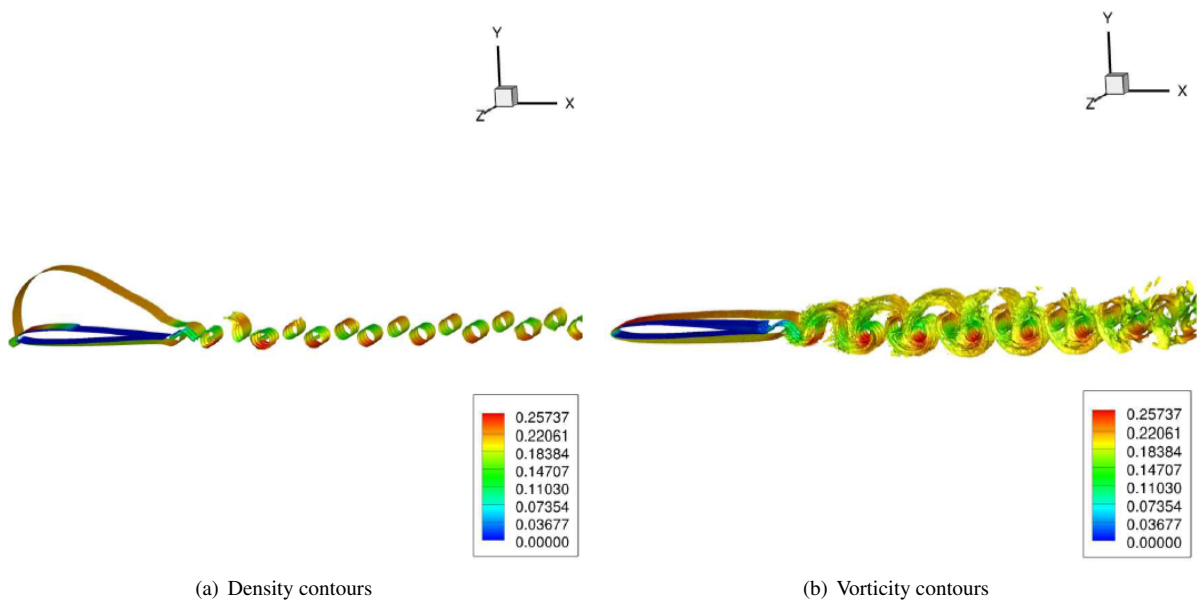 Y
X
Z
0.25737
0.22061
0.18384
0.14707
0.11030
0.07354
0.03677
0.00000
(a) Density contours
Y
X
Z
0.25737
0.22061
0.18384
0.14707
0.11030
0.07354
0.03677
0.00000
(b) Vorticity contours